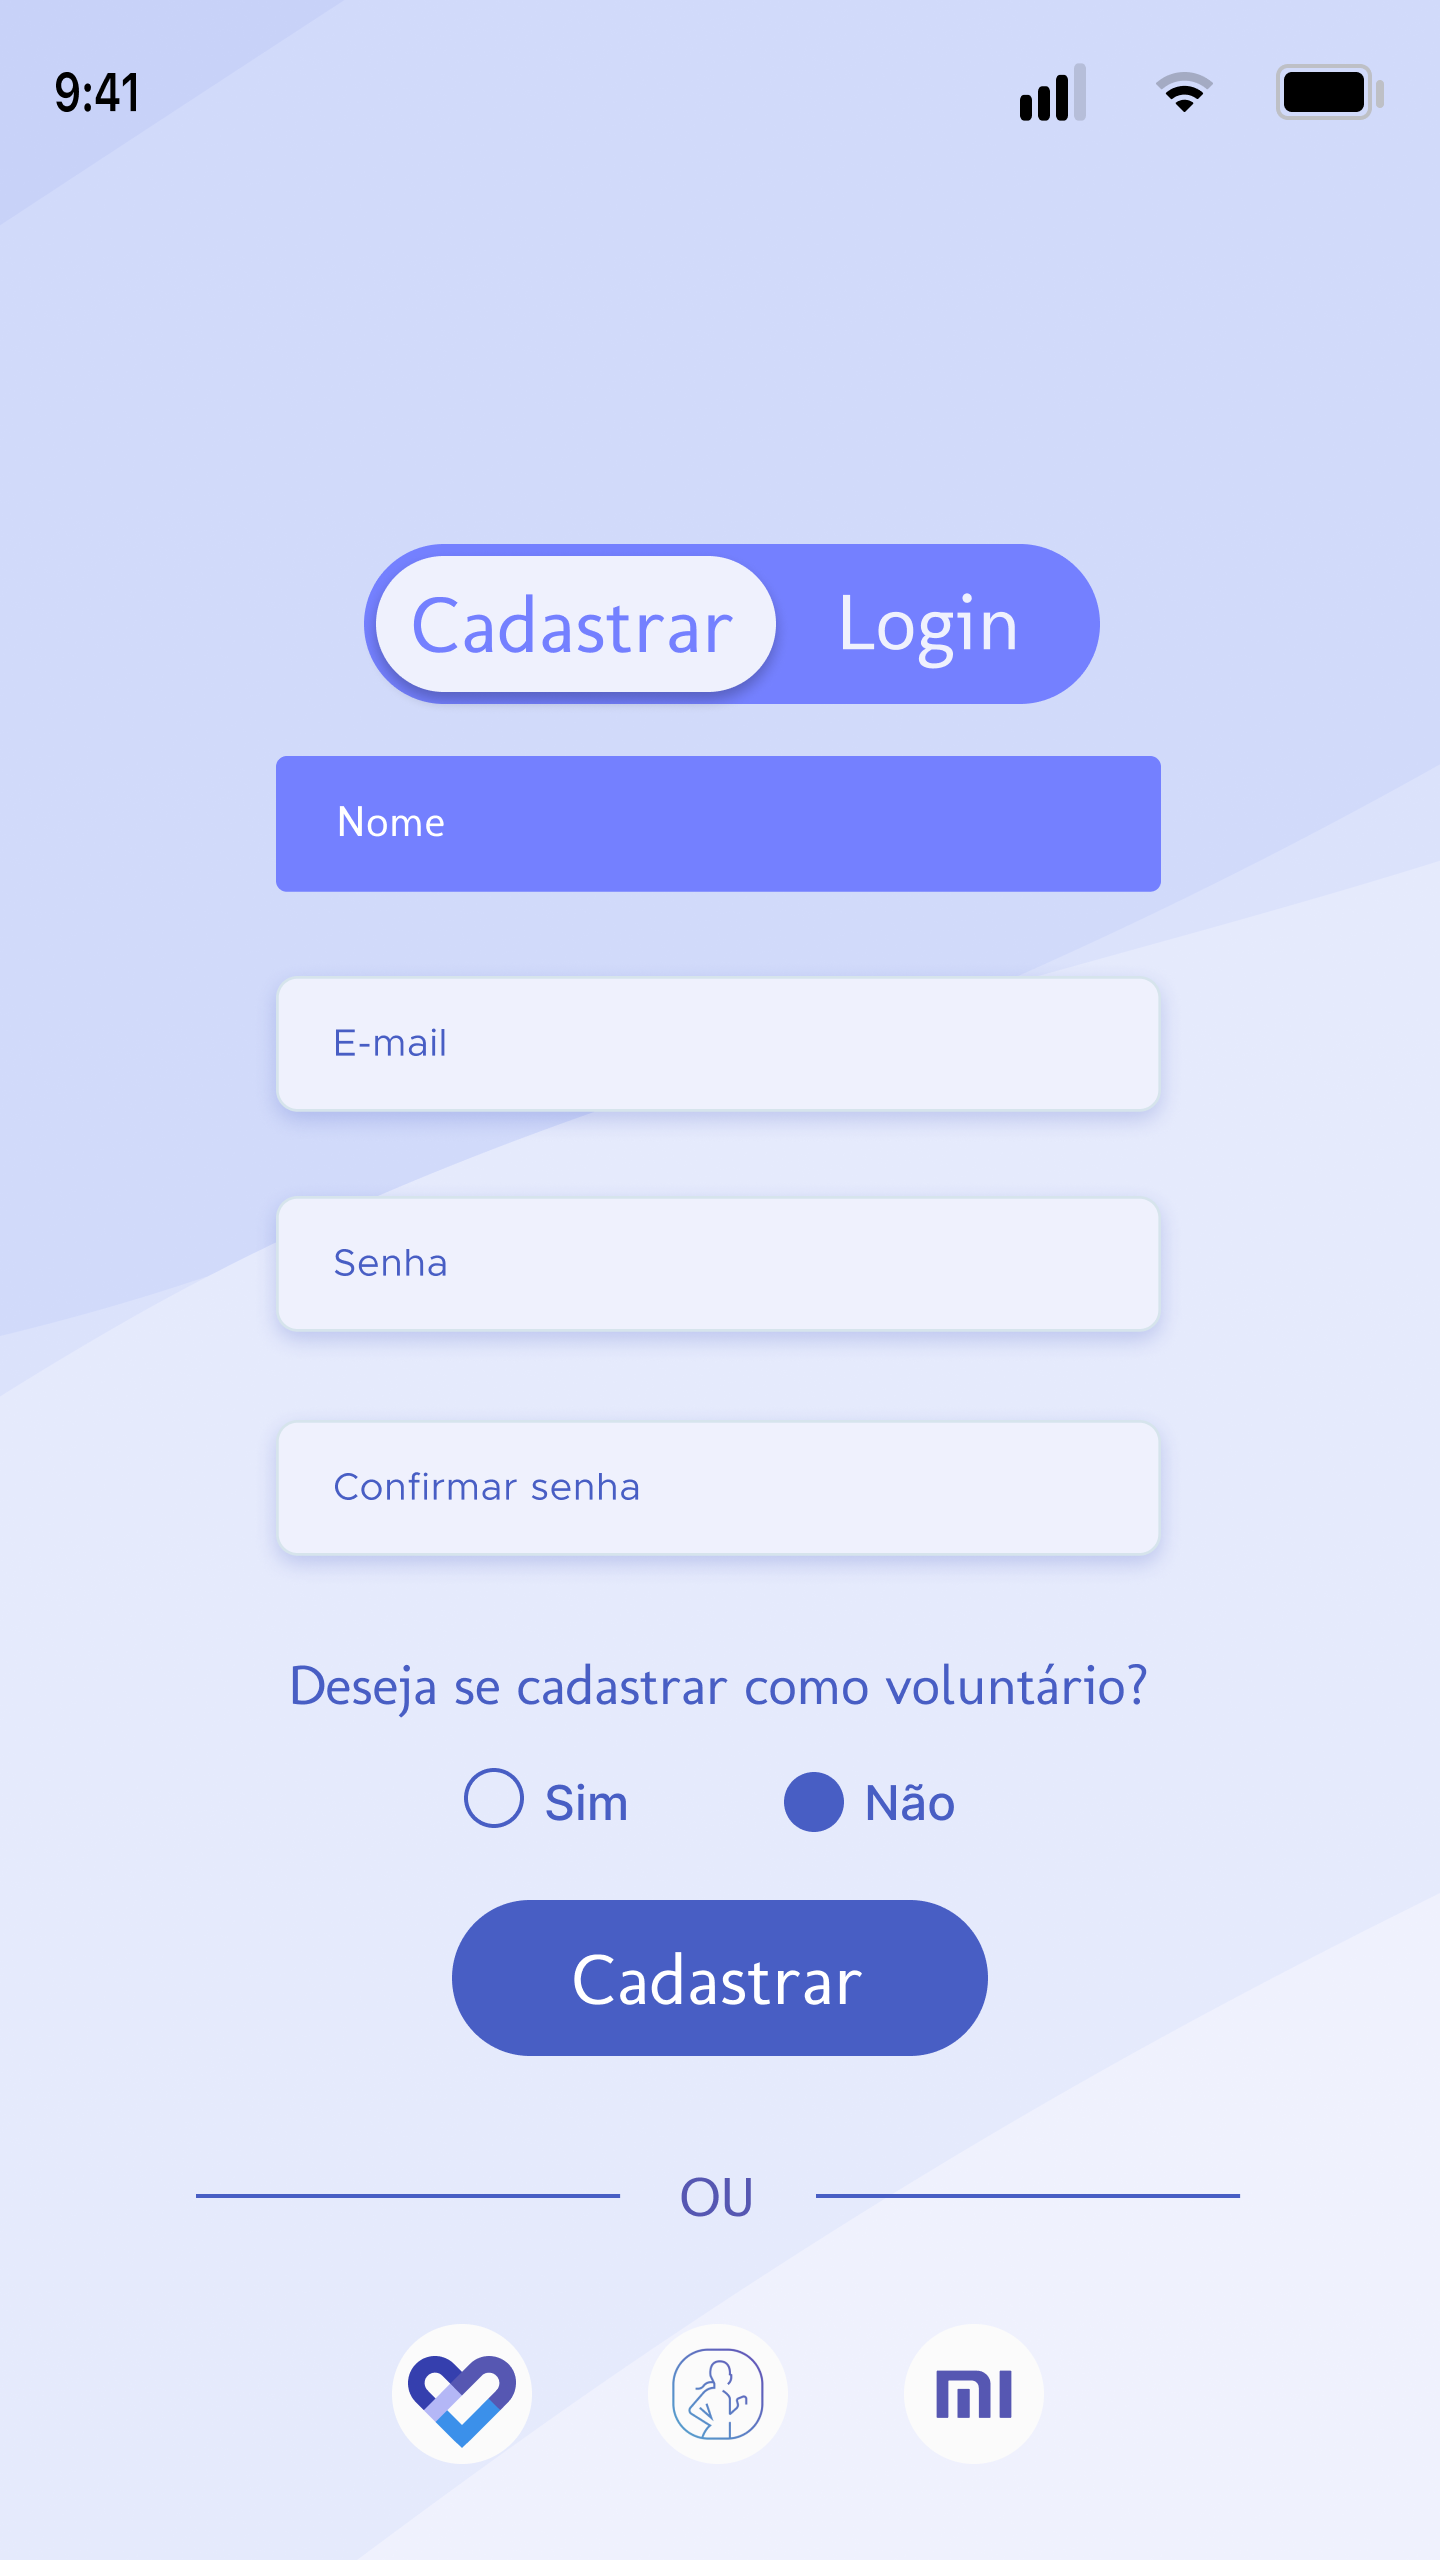 9:41
Cadastrar Login
Nome
E-mail
Senha
Confirmar senha
Deseja se cadastrar como voluntário?
Sim Não
Cadastrar
OU
MI